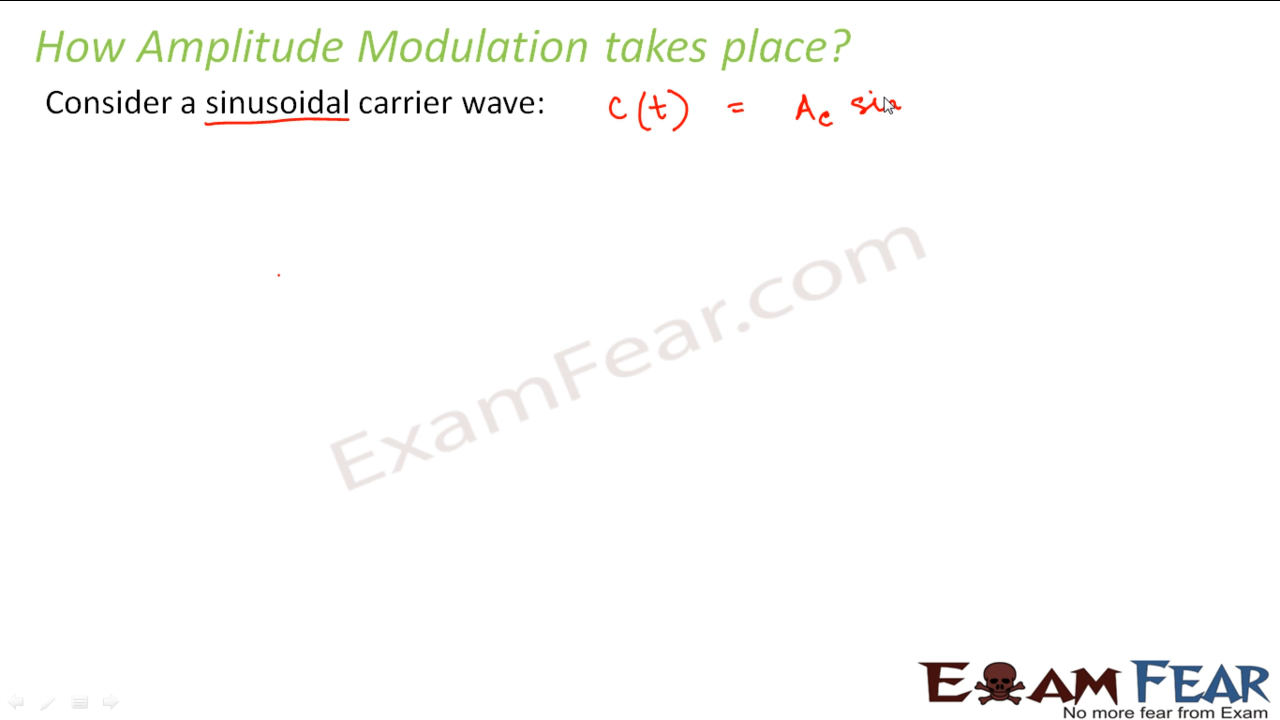 How Amplitude Modulation takes place?
Consider a sinusoidal carrier wave: c(t) = Ac sin
ExamFear.com
EXAM FEAR
No more fear from Exam